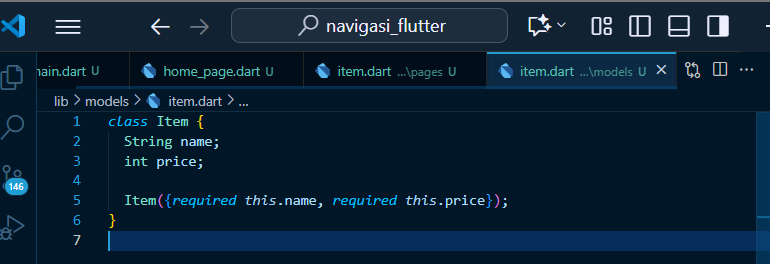 navigasi_flutter
main.dart U
home_page.dart U
item.dart ...\pages U
item.dart ...\models U
lib > models > item.dart > ...
1 class Item {
2 String name;
3 int price;
4
5 Item({required this.name, required this.price});
6 }
7
146